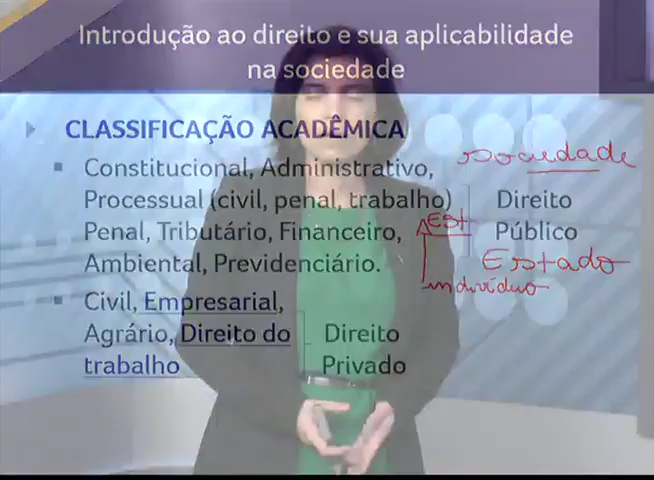 Introdução ao direito e sua aplicabilidade
na sociedade
CLASSIFICAÇÃO ACADÊMICA
sociedade
Constitucional, Administrativo,
Processual (civil, penal, trabalho)
Penal, Tributário, Financeiro,
Ambiental, Previdenciário.
Direito
Público
Est
Estado
indivíduo
Civil, Empresarial,
Agrário, Direito do
trabalho
Direito
Privado